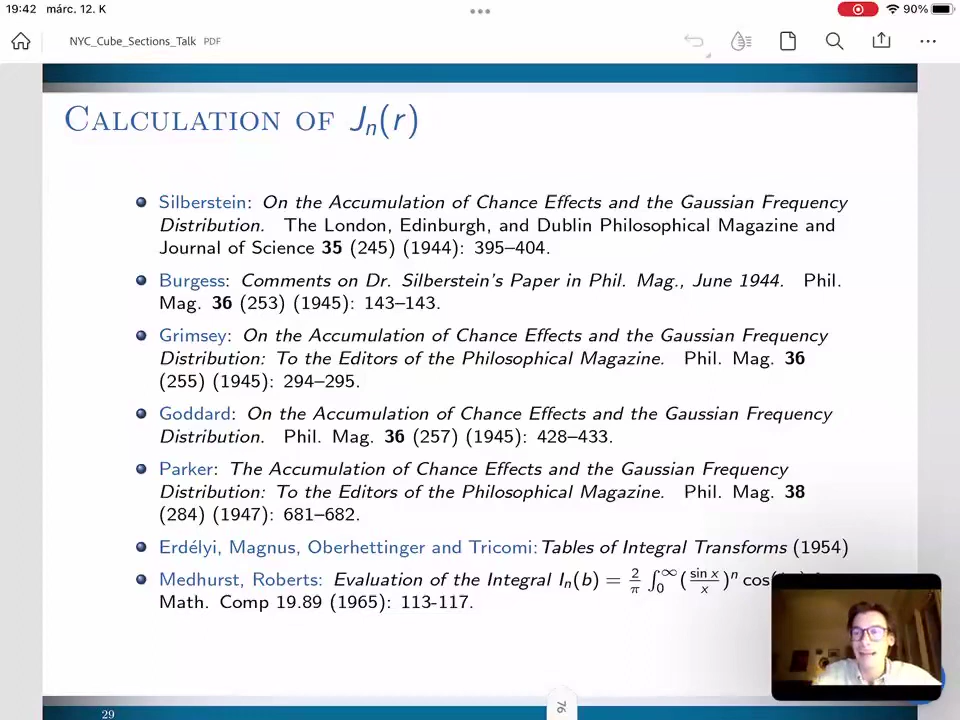 19:42 márc. 12. K
90%
NYC_Cube_Sections_Talk PDF
CALCULATION OF Jn(r)
Silberstein: On the Accumulation of Chance Effects and the Gaussian Frequency
Distribution. The London, Edinburgh, and Dublin Philosophical Magazine and
Journal of Science 35 (245) (1944): 395–404.
Burgess: Comments on Dr. Silberstein's Paper in Phil. Mag., June 1944. Phil.
Mag. 36 (253) (1945): 143–143.
Grimsey: On the Accumulation of Chance Effects and the Gaussian Frequency
Distribution: To the Editors of the Philosophical Magazine. Phil. Mag. 36
(255) (1945): 294–295.
Goddard: On the Accumulation of Chance Effects and the Gaussian Frequency
Distribution. Phil. Mag. 36 (257) (1945): 428–433.
Parker: The Accumulation of Chance Effects and the Gaussian Frequency
Distribution: To the Editors of the Philosophical Magazine. Phil. Mag. 38
(284) (1947): 681–682.
Erdélyi, Magnus, Oberhettinger and Tricomi:Tables of Integral Transforms (1954)
Medhurst, Roberts: Evaluation of the Integral In(b) = 2/π ∫0^∞ (sin x/x)^n cos(
Math. Comp 19.89 (1965): 113-117.
29
76